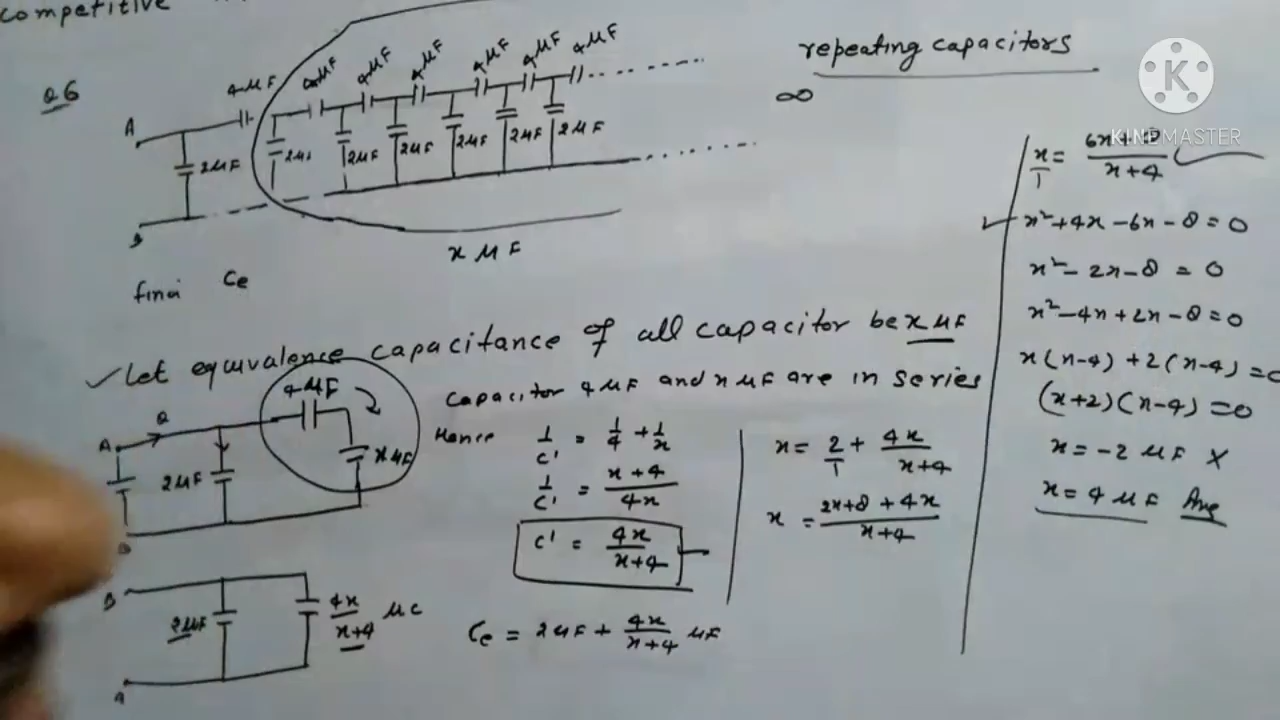 competitive
Q6
4μF 4μF 4μF 4μF 4μF 4μF
repeating capacitors
∞
A
2μF 2μF 2μF 2μF 2μF 2μF
B
x μF
find Ce
✓Let equivalence capacitance of all capacitor be x μF
4μF
A Q
2μF
x μF
B
Capacitor 4μF and x μF are in series
Hence 1/C' = 1/4 + 1/x
1/C' = x+4/4x
C' = 4x/x+4
B
2μF
4x/x+4 μC
A
Ce = 2μF + 4x/x+4 μF
x = 2/1 + 4x/x+4
x = 2x+8+4x/x+4
K
KINEMASTER
x/1 = 6x+8/x+4
✓ x²+4x-6x-8=0
x²-2x-8=0
x²-4x+2x-8=0
x(x-4)+2(x-4)=0
(x+2)(x-4)=0
x=-2 μF ×
x=4 μF Ans